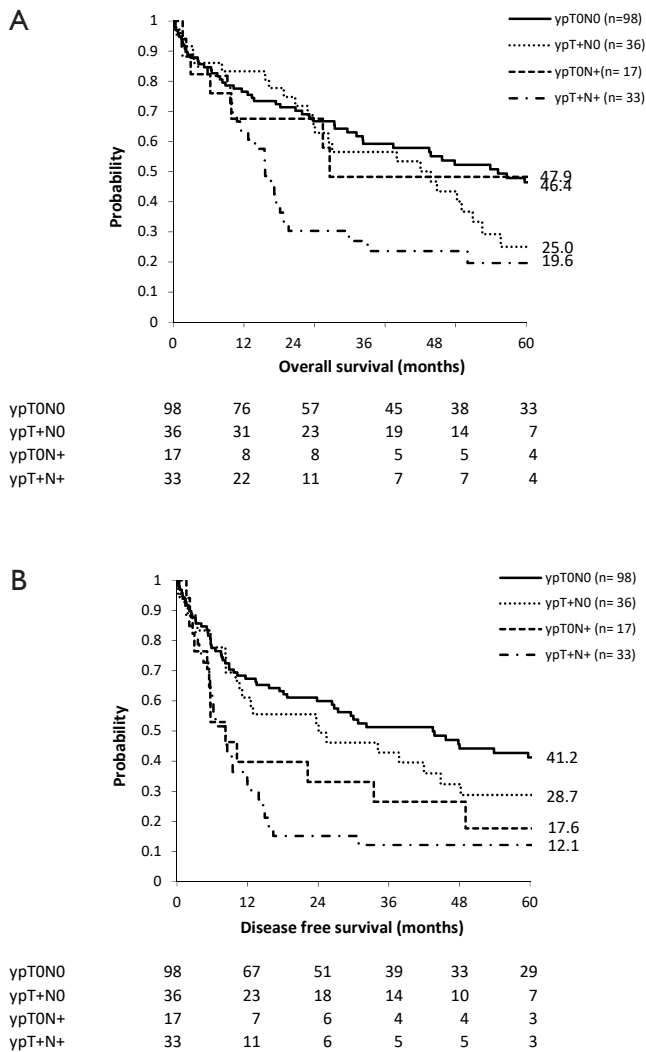 A
ypT0N0 (n=98)
ypT+N0 (n= 36)
ypT0N+(n= 17)
ypT+N+ (n= 33)
Probability
1
0.9
0.8
0.7
0.6
0.5
0.4
0.3
0.2
0.1
0
47.9
46.4
25.0
19.6
0 12 24 36 48 60
Overall survival (months)
ypT0N0 98 76 57 45 38 33
ypT+N0 36 31 23 19 14 7
ypT0N+ 17 8 8 5 5 4
ypT+N+ 33 22 11 7 7 4
B
ypT0N0 (n= 98)
ypT+N0 (n= 36)
ypT0N+ (n= 17)
ypT+N+ (n= 33)
Probability
1
0.9
0.8
0.7
0.6
0.5
0.4
0.3
0.2
0.1
0
41.2
28.7
17.6
12.1
0 12 24 36 48 60
Disease free survival (months)
ypT0N0 98 67 51 39 33 29
ypT+N0 36 23 18 14 10 7
ypT0N+ 17 7 6 4 4 3
ypT+N+ 33 11 6 5 5 3